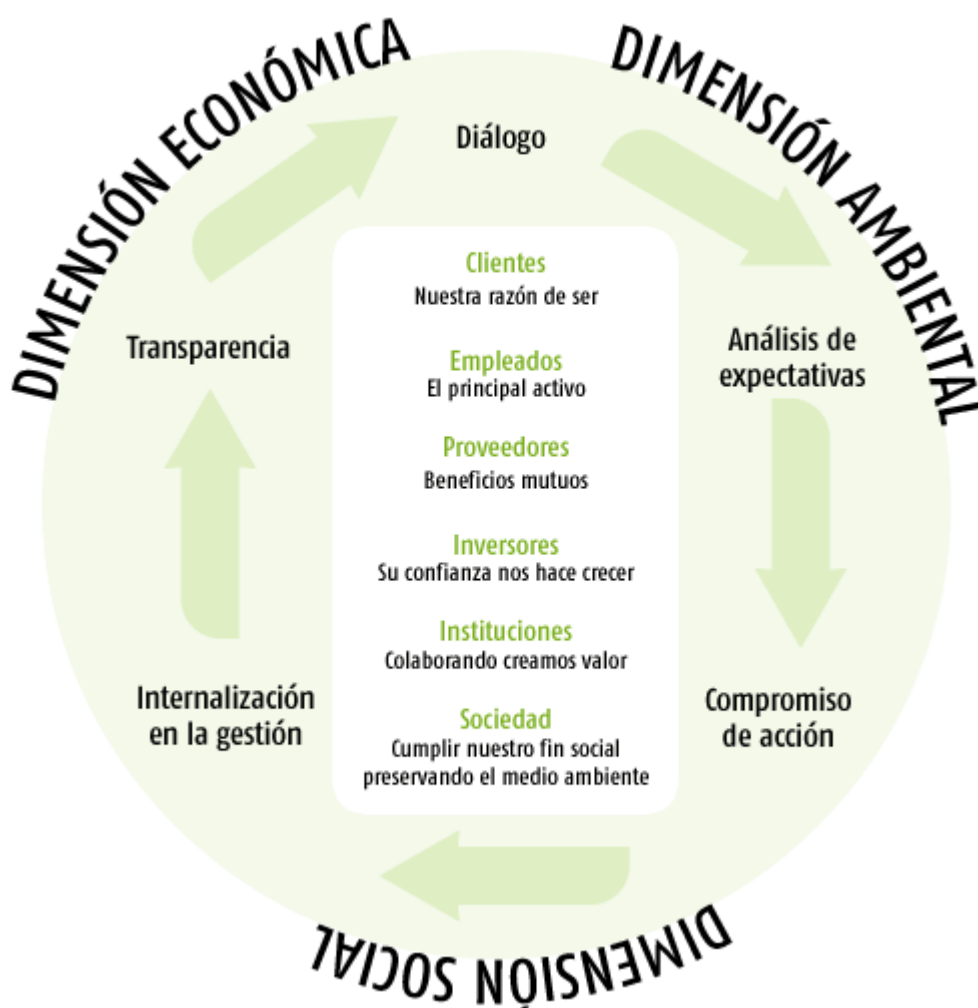 DIMENSIÓN ECONÓMICA
DIMENSIÓN AMBIENTAL
Diálogo
Transparencia
Análisis de
expectativas
Clientes
Nuestra razón de ser
Empleados
El principal activo
Proveedores
Beneficios mutuos
Inversores
Su confianza nos hace crecer
Instituciones
Colaborando creamos valor
Sociedad
Cumplir nuestro fin social
preservando el medio ambiente
Internalización
en la gestión
Compromiso
de acción
DIMENSIÓN SOCIAL